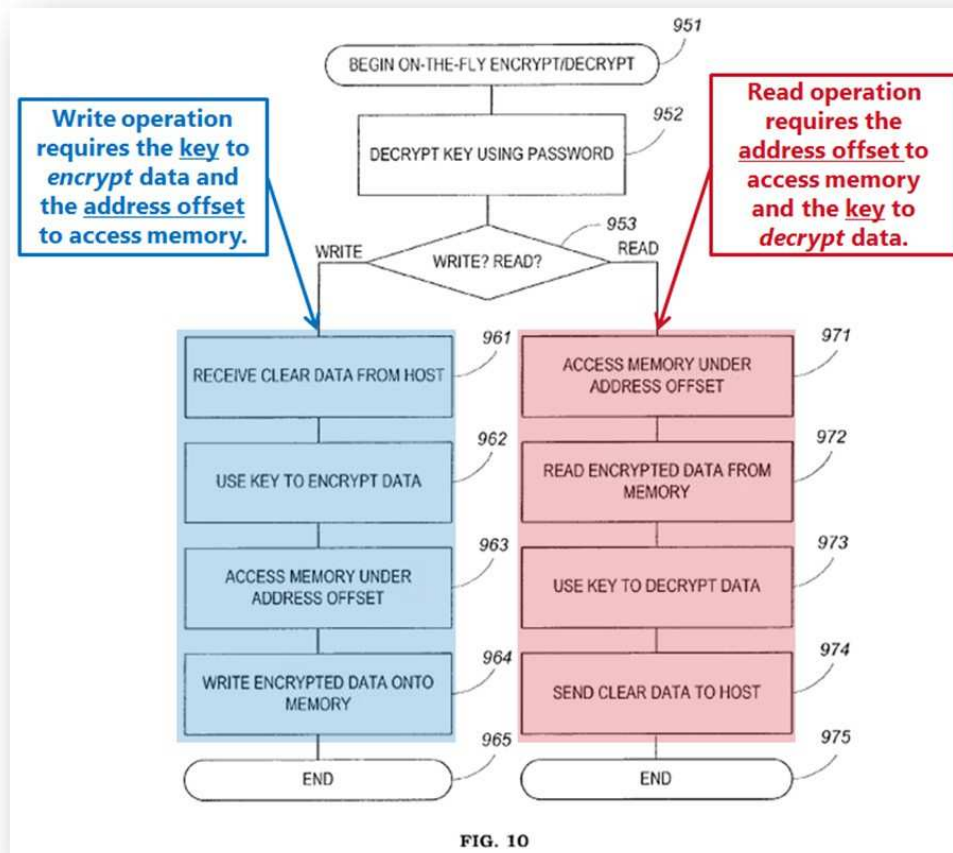 951
BEGIN ON-THE-FLY ENCRYPT/DECRYPT
Write operation
requires the key to
encrypt data and
the address offset
to access memory.
952
DECRYPT KEY USING PASSWORD
Read operation
requires the
address offset to
access memory
and the key to
decrypt data.
953
WRITE
WRITE? READ?
READ
961
RECEIVE CLEAR DATA FROM HOST
962
USE KEY TO ENCRYPT DATA
963
ACCESS MEMORY UNDER
ADDRESS OFFSET
964
WRITE ENCRYPTED DATA ONTO
MEMORY
965
END
971
ACCESS MEMORY UNDER
ADDRESS OFFSET
972
READ ENCRYPTED DATA FROM
MEMORY
973
USE KEY TO DECRYPT DATA
974
SEND CLEAR DATA TO HOST
975
END
FIG. 10